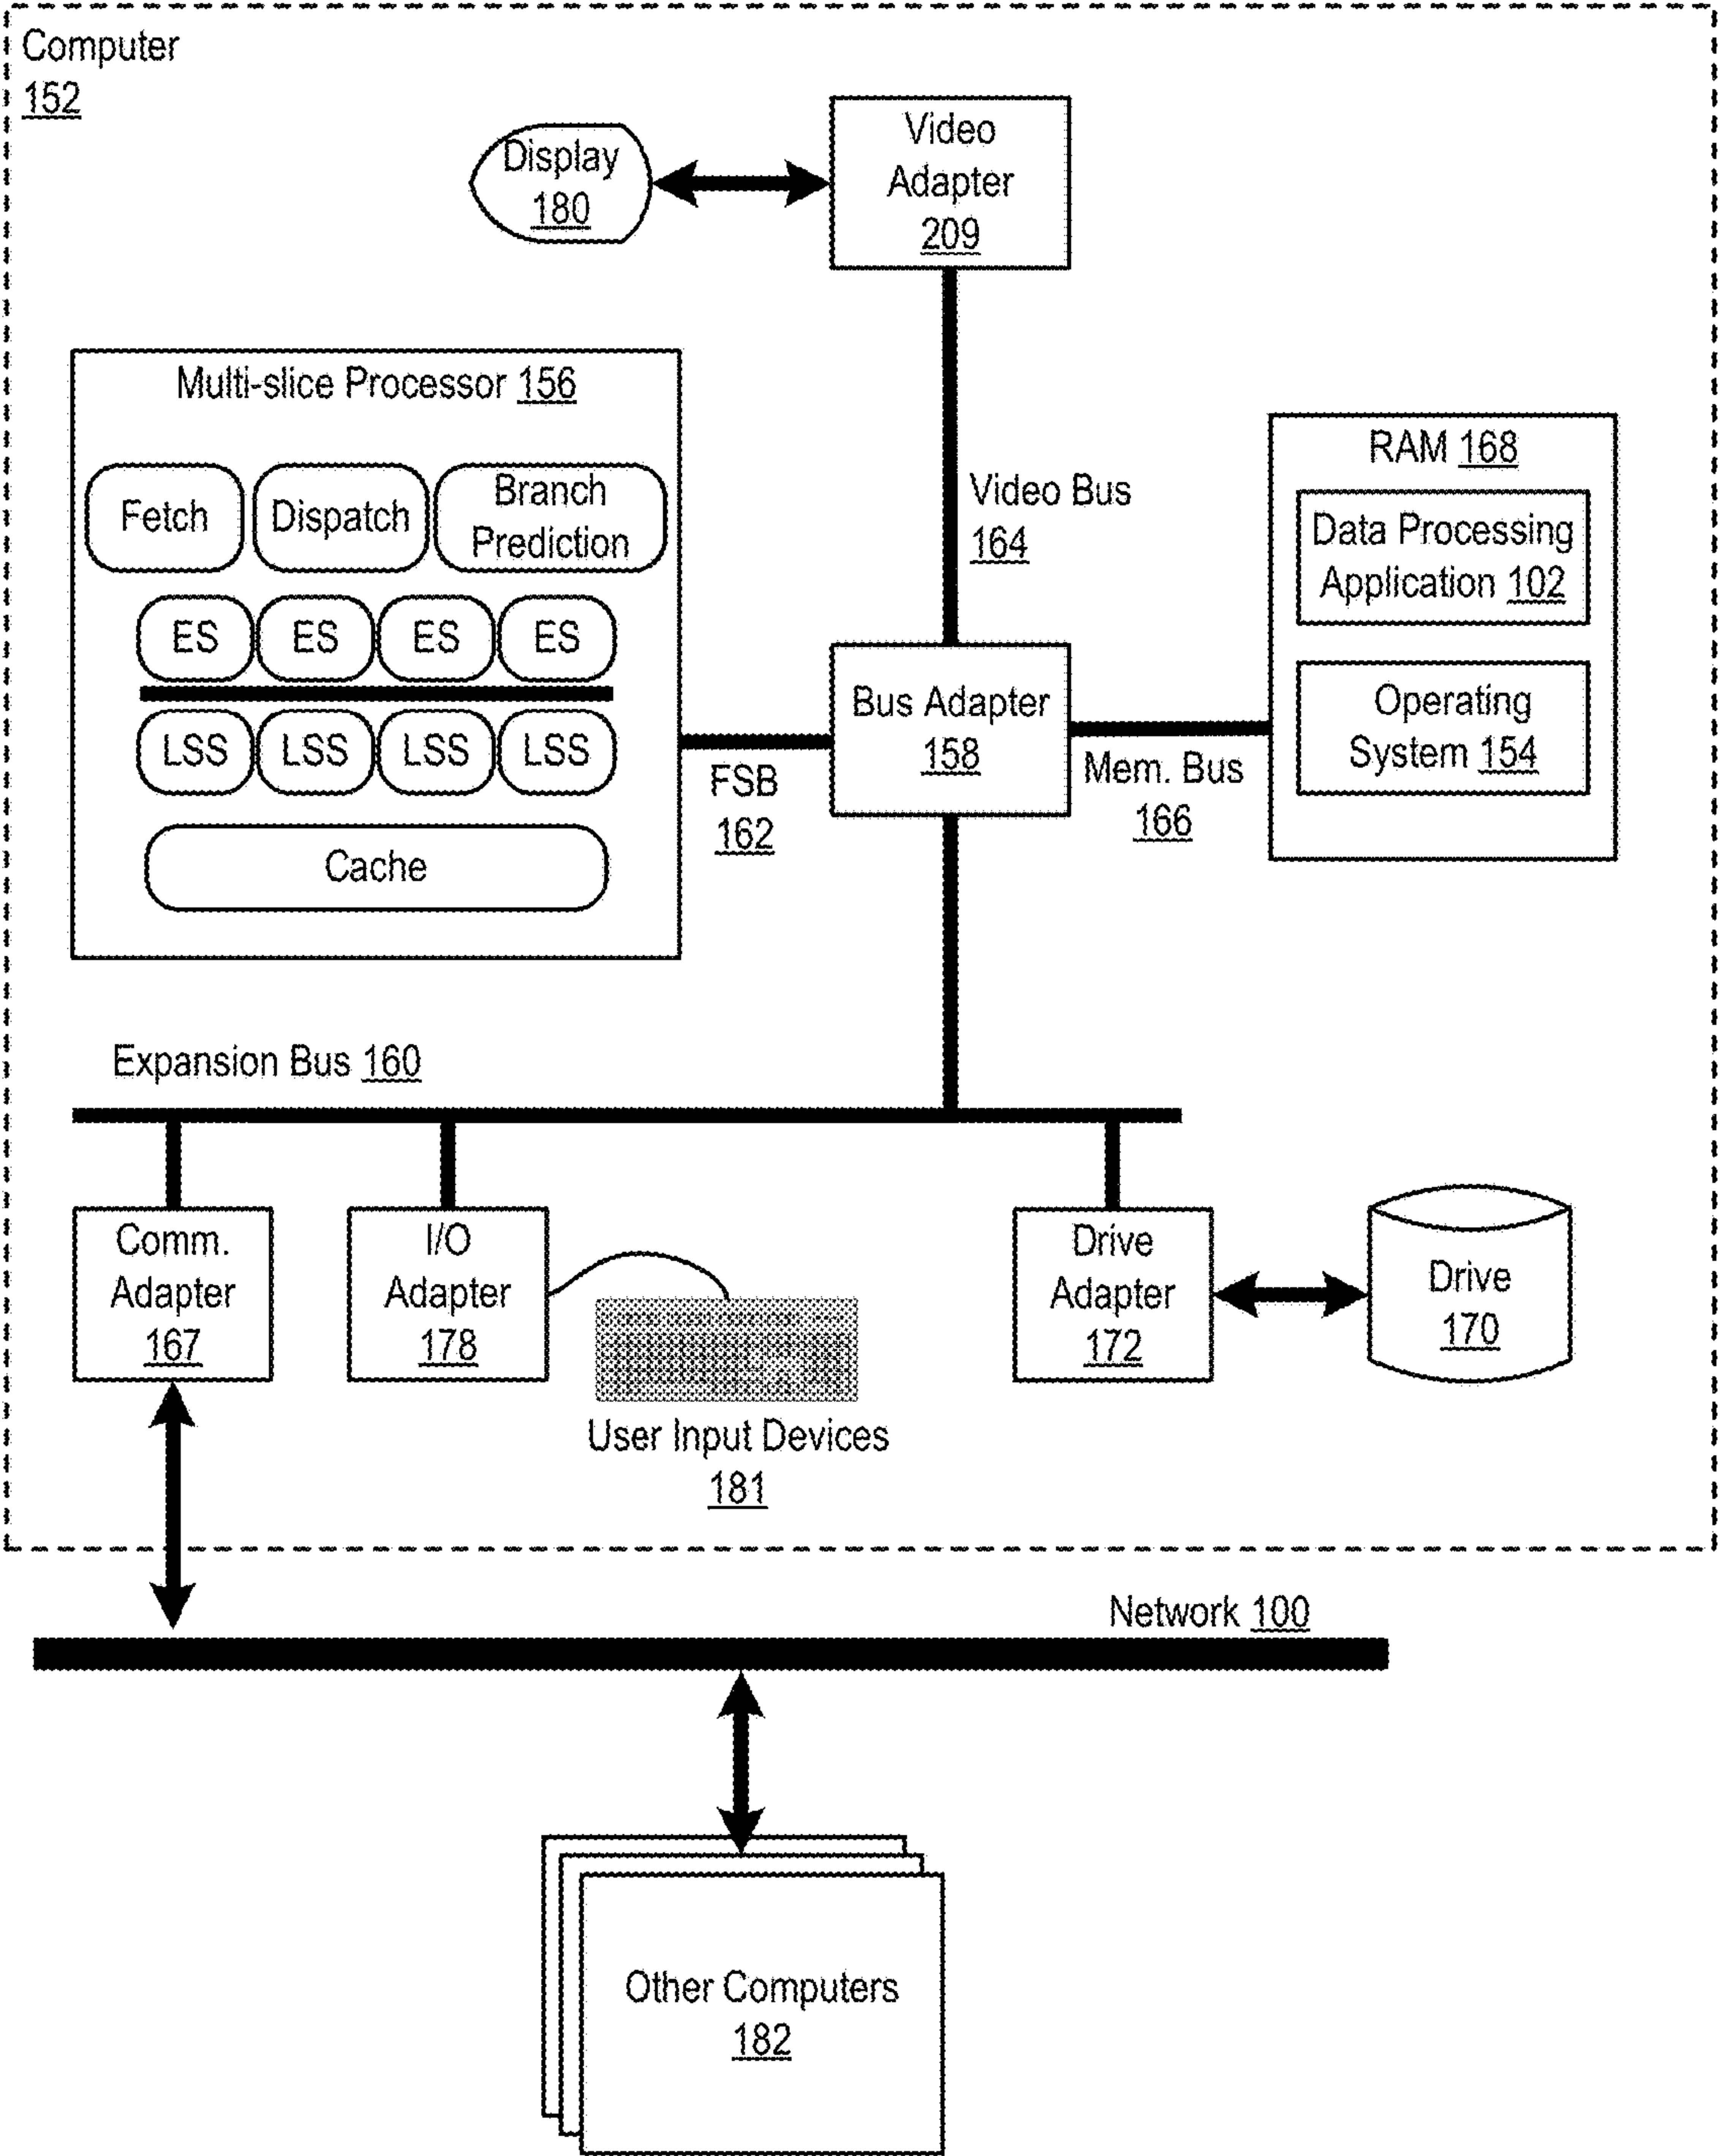 Computer
152
Display
180
Video
Adapter
209
Multi-slice Processor 156
Fetch
Dispatch
Branch
Prediction
ES
ES
ES
ES
LSS
LSS
LSS
LSS
Cache
Video Bus
164
RAM 168
Data Processing
Application 102
Operating
System 154
Bus Adapter
158
FSB
162
Mem. Bus
166
Expansion Bus 160
Comm.
Adapter
167
I/O
Adapter
178
User Input Devices
181
Drive
Adapter
172
Drive
170
Network 100
Other Computers
182